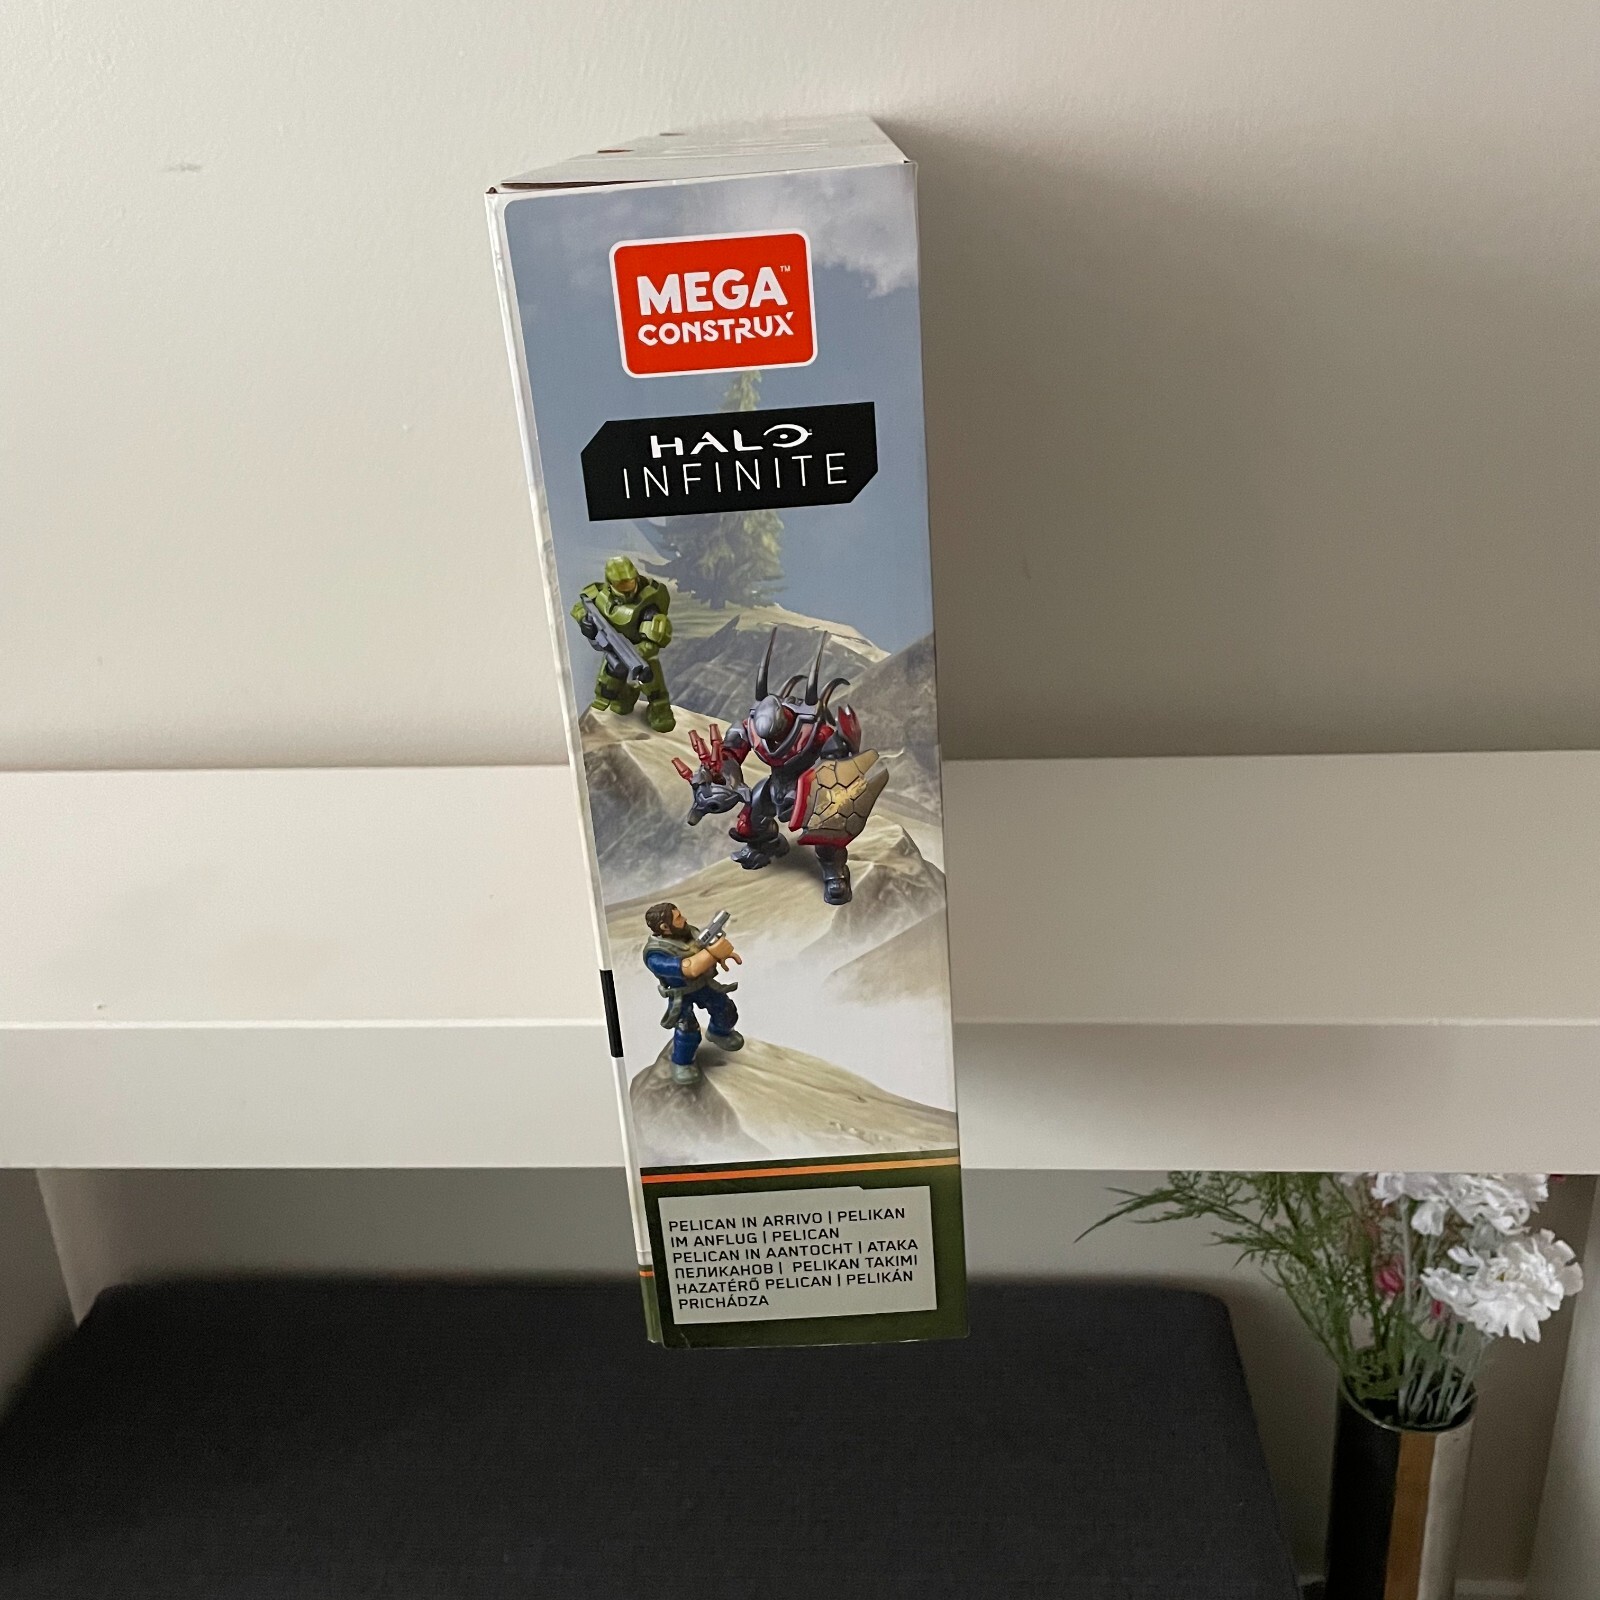 MEGA™
CONSTRUX
HALO
INFINITE
PELICAN IN ARRIVO | PELIKAN
IM ANFLUG | PELICAN
PELICAN IN AANTOCHT | ATAKA
ПЕЛИКАНОВ | PELIKAN TAKIMI
HAZATÉRŐ PELICAN | PELIKÁN
PRICHÁDZA